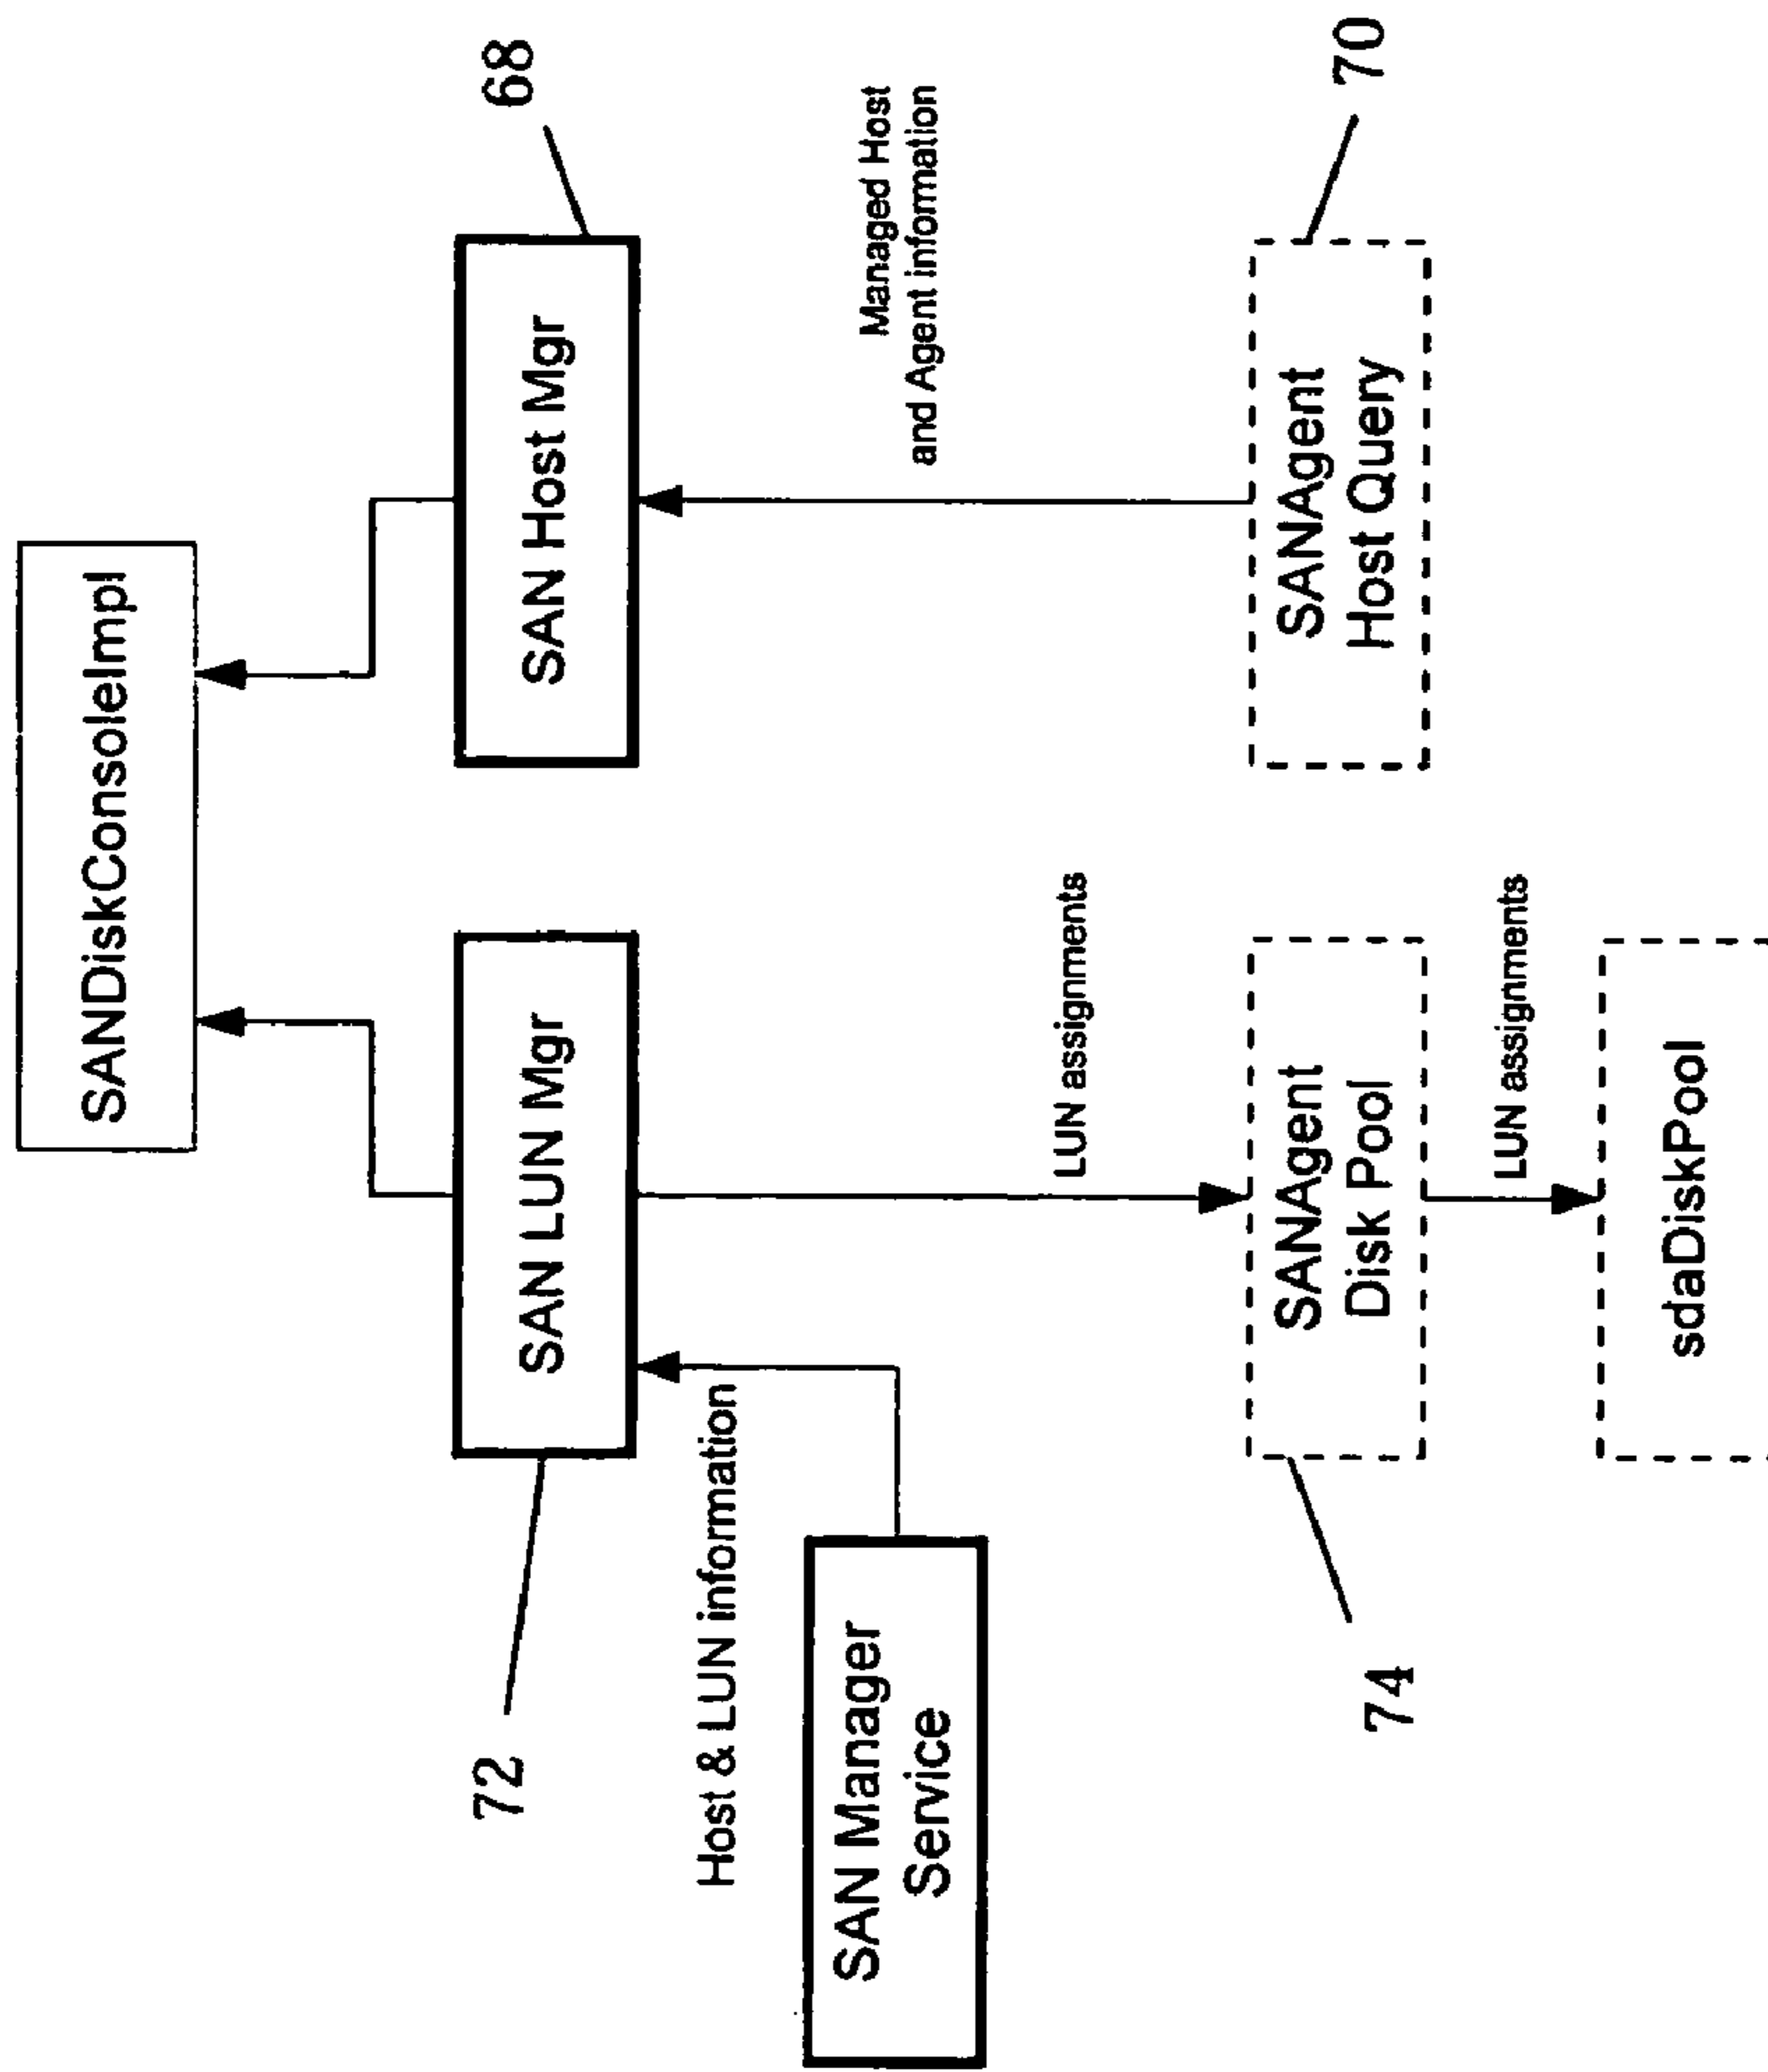 SANDiskConsoleImpl
72
SAN LUN Mgr
SAN Host Mgr
68
Host & LUN information
SAN Manager
Service
Managed Host
and Agent information
LUN assignments
74
SANAgent
Disk Pool
SANAgent
Host Query
70
LUN assignments
sdaDiskPool